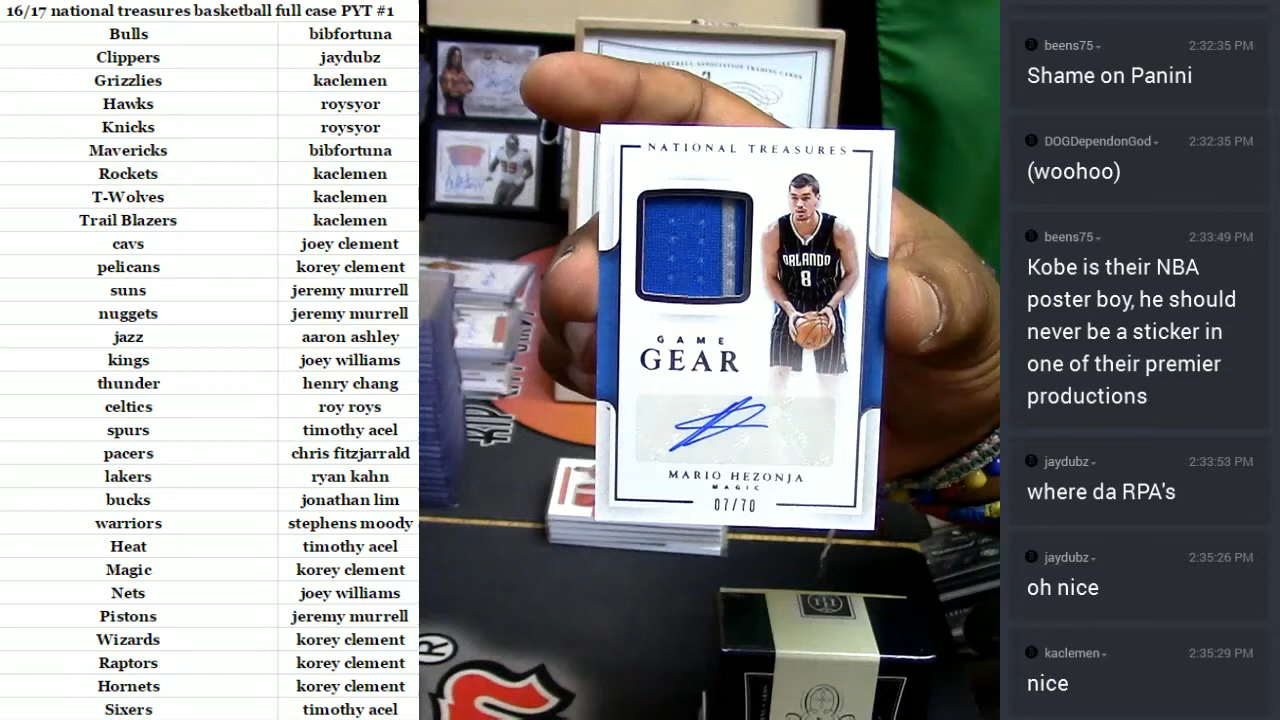 16/17 national treasures basketball full case PYT #1
Bulls bibfortuna
Clippers jaydubz
Grizzlies kaclemen
Hawks roysyor
Knicks roysyor
Mavericks bibfortuna
Rockets kaclemen
T-Wolves kaclemen
Trail Blazers kaclemen
cavs joey clement
pelicans korey clement
suns jeremy murrell
nuggets jeremy murrell
jazz aaron ashley
kings joey williams
thunder henry chang
celtics roy roys
spurs timothy acel
pacers chris fitzjarrald
lakers ryan kahn
bucks jonathan lim
warriors stephens moody
Heat timothy acel
Magic korey clement
Nets joey williams
Pistons jeremy murrell
Wizards korey clement
Raptors korey clement
Hornets korey clement
Sixers timothy acel
NATIONAL TREASURES
ORLANDO
8
GAME
GEAR
MARIO HEZONJA
MAGIC
07/70
beens75 2:32:35 PM
Shame on Panini
DOGDependonGod 2:32:35 PM
(woohoo)
beens75 2:33:49 PM
Kobe is their NBA
poster boy, he should
never be a sticker in
one of their premier
productions
jaydubz 2:33:53 PM
where da RPA's
jaydubz 2:35:26 PM
oh nice
kaclemen 2:35:29 PM
nice